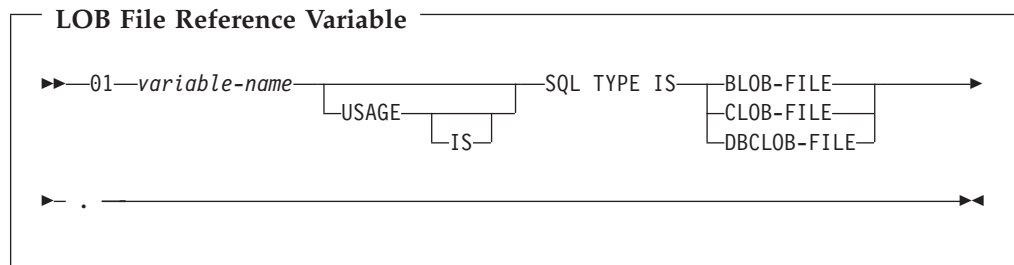 LOB File Reference Variable
01 variable-name SQL TYPE IS BLOB-FILE
USAGE CLOB-FILE
IS DBCLOB-FILE
.